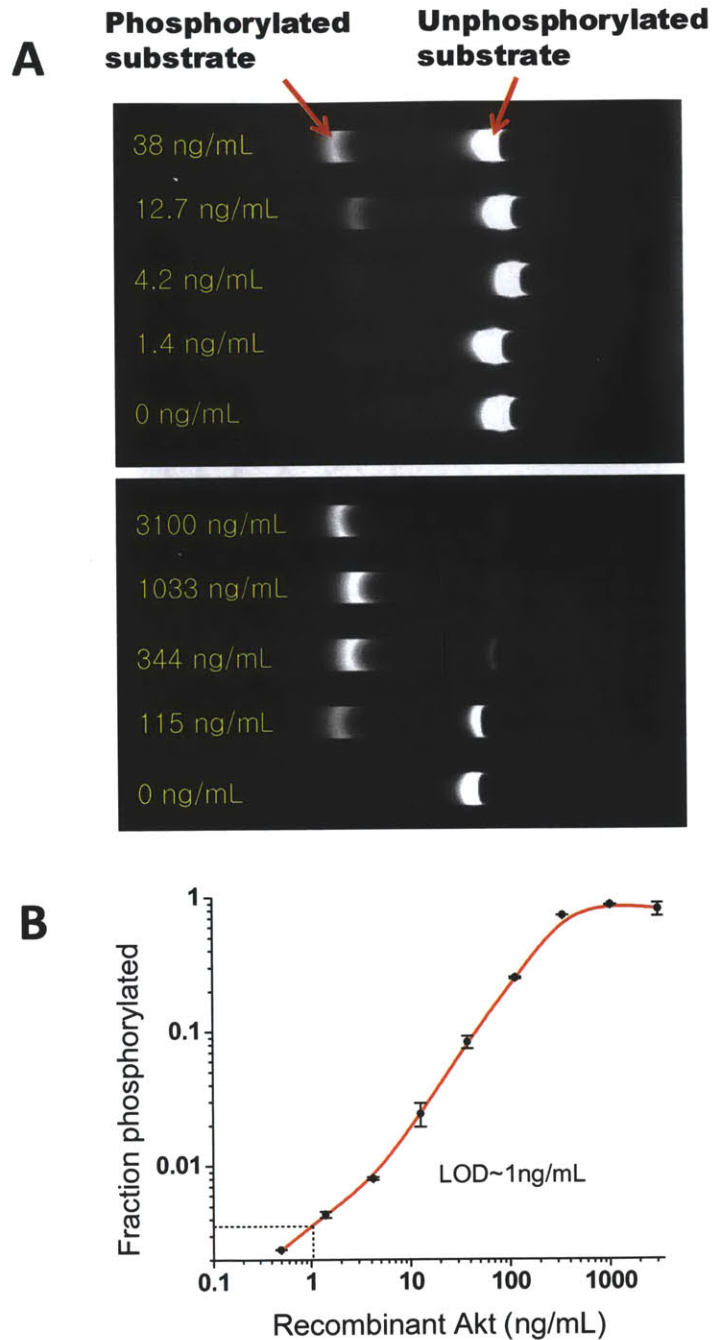 A
Phosphorylated substrate
Unphosphorylated substrate
38 ng/mL
12.7 ng/mL
4.2 ng/mL
1.4 ng/mL
0 ng/mL
3100 ng/mL
1033 ng/mL
344 ng/mL
115 ng/mL
0 ng/mL
B
Fraction phosphorylated
1
0.1
0.01
LOD~1ng/mL
0.1 1 10 100 1000
Recombinant Akt (ng/mL)